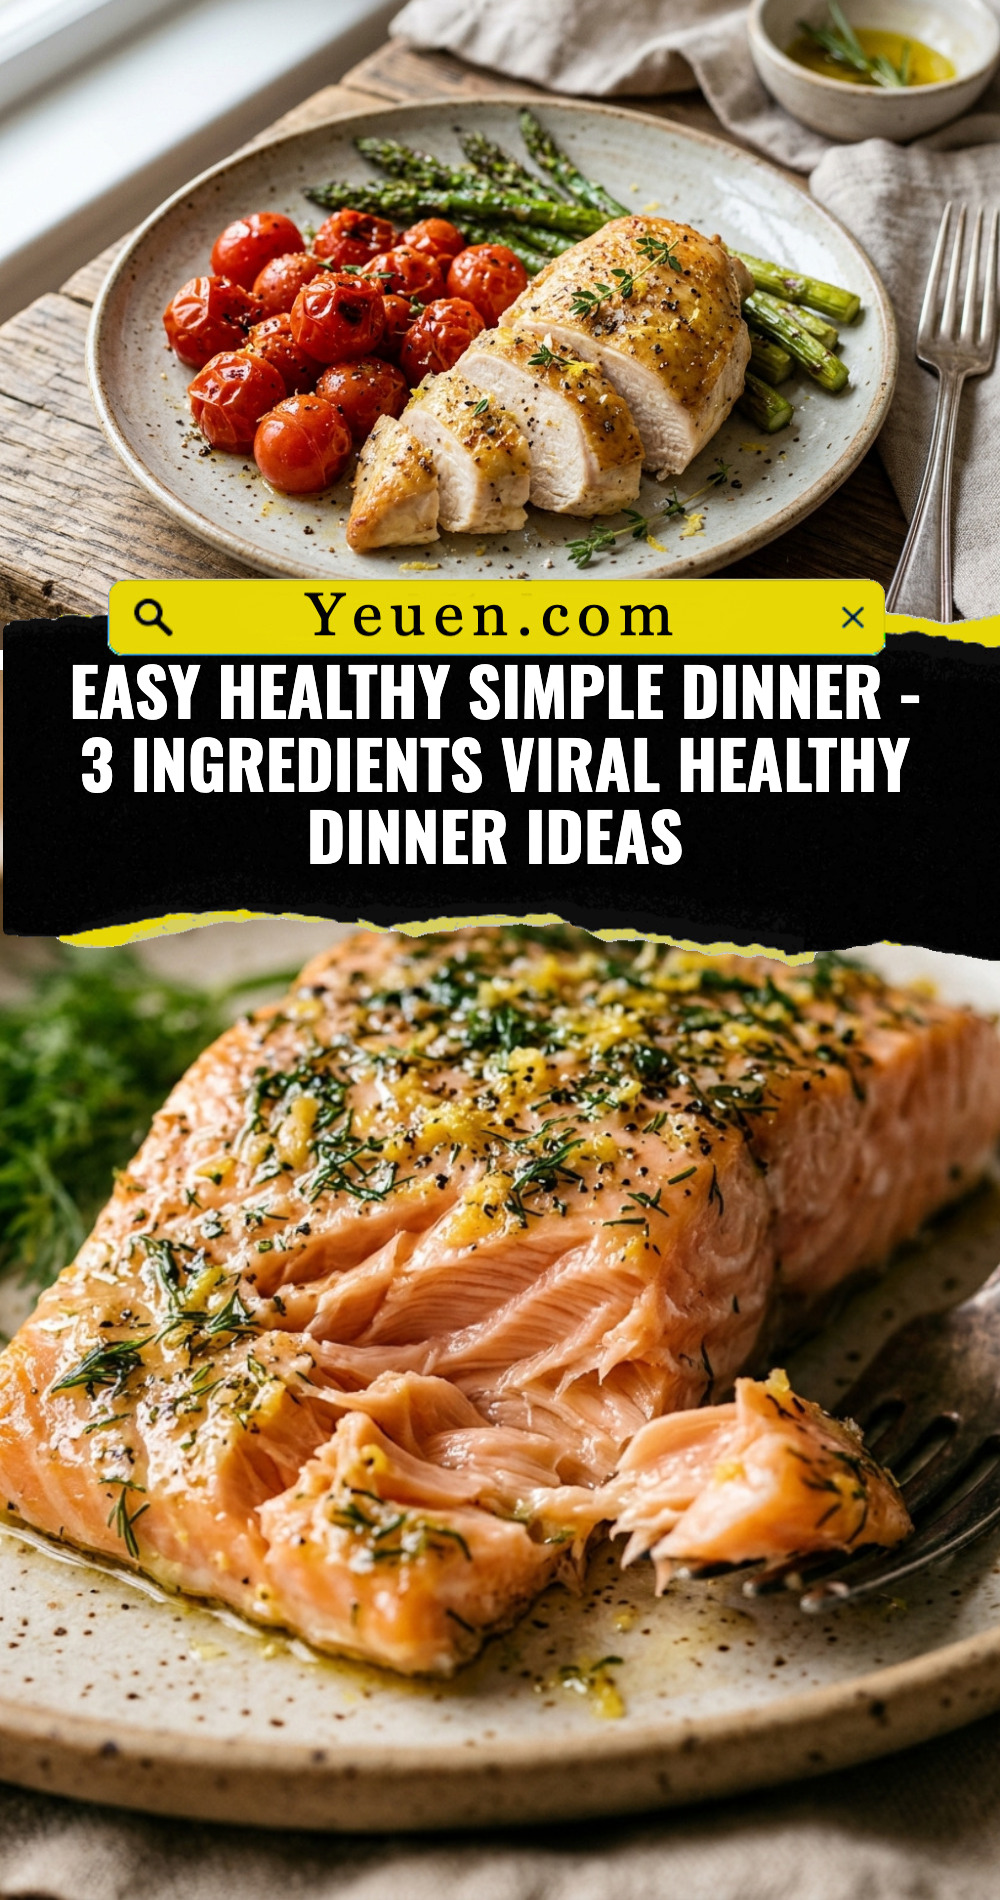 Yeuen.com
EASY HEALTHY SIMPLE DINNER -
3 INGREDIENTS VIRAL HEALTHY
DINNER IDEAS